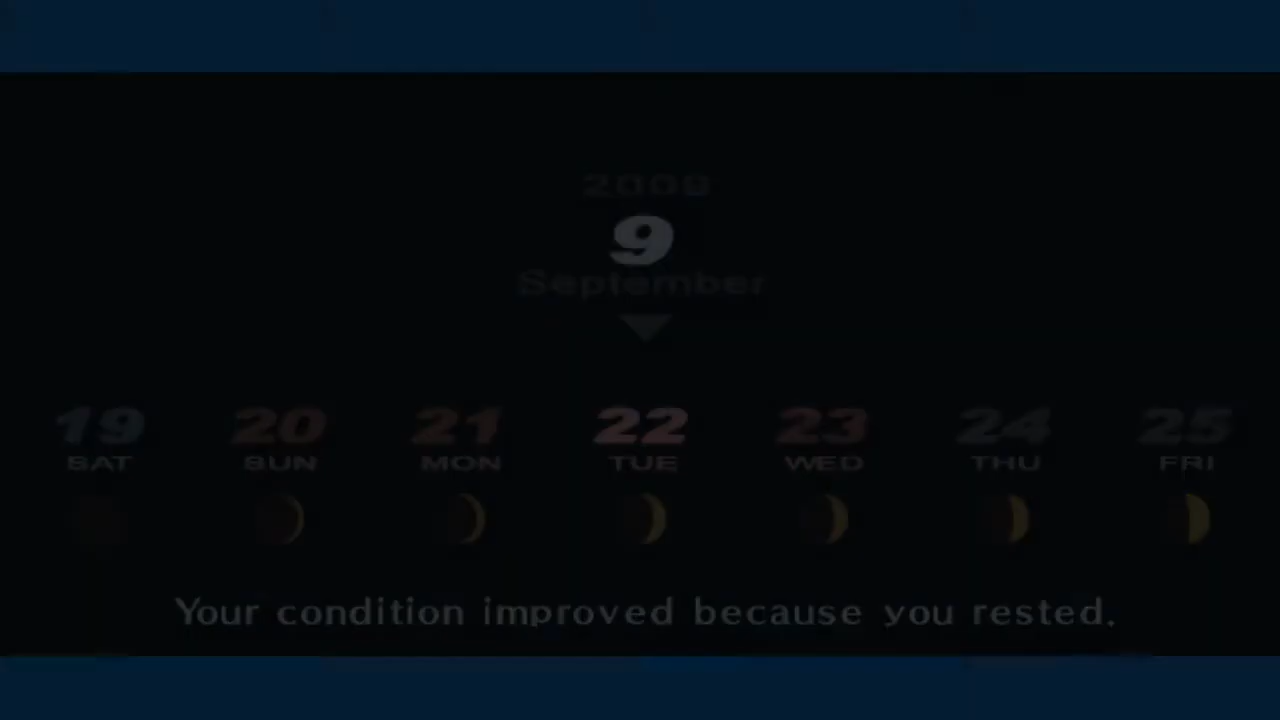 2009
9
September
19 20 21 22 23 24 25
SAT SUN MON TUE WED THU FRI
Your condition improved because you rested.